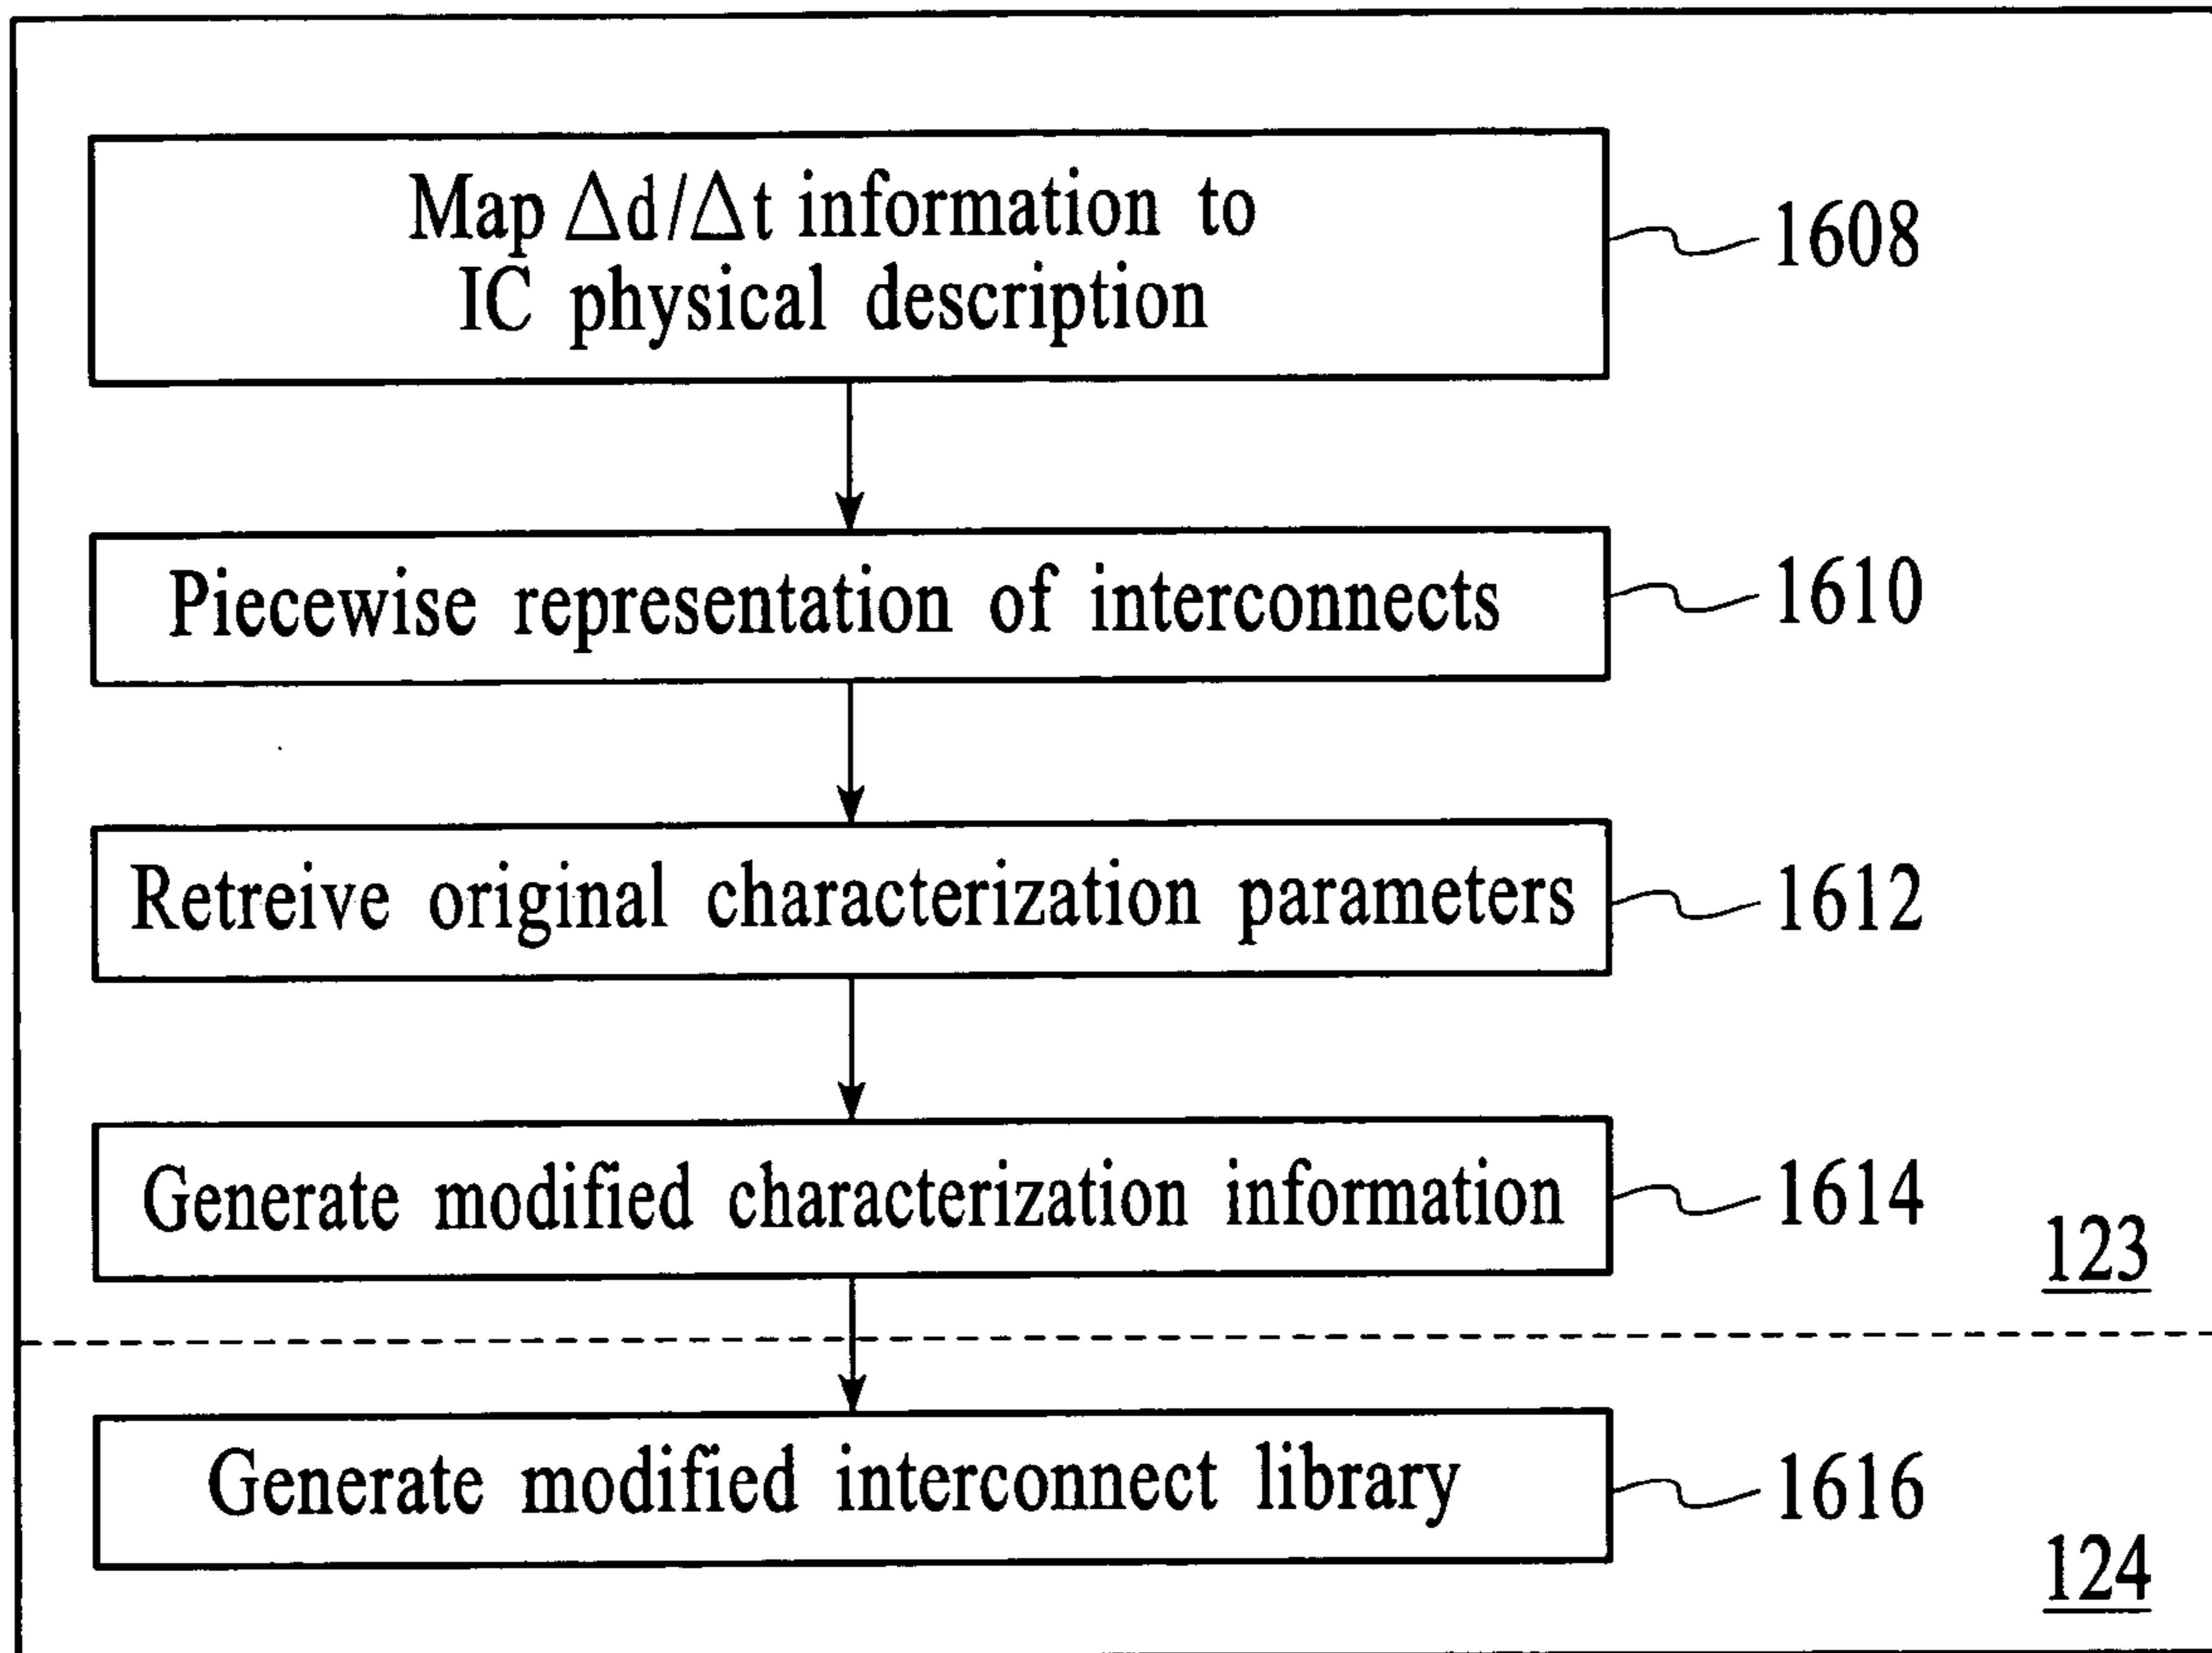 Map Δd/Δt information to
IC physical description
1608
Piecewise representation of interconnects
1610
Retreive original characterization parameters
1612
Generate modified characterization information
1614
123
Generate modified interconnect library
1616
124